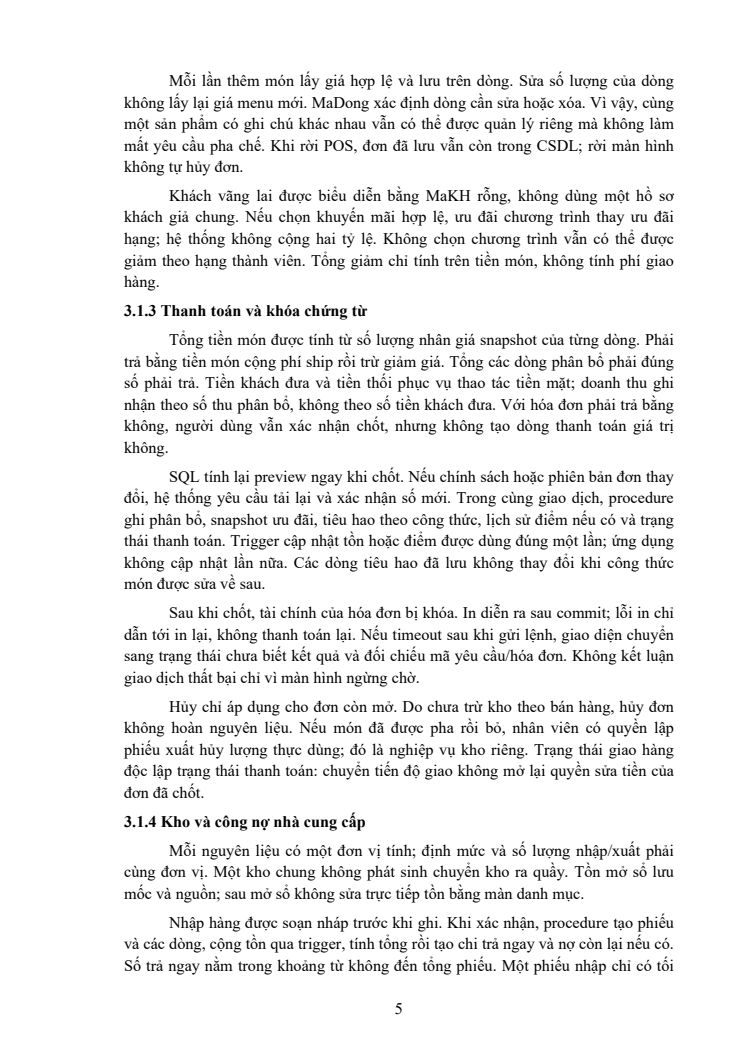 Mỗi lần thêm món lấy giá hợp lệ và lưu trên dòng. Sửa số lượng của dòng
không lấy lại giá menu mới. MaDong xác định dòng cần sửa hoặc xóa. Vì vậy, cùng
một sản phẩm có ghi chú khác nhau vẫn có thể được quản lý riêng mà không làm
mất yêu cầu pha chế. Khi rời POS, đơn đã lưu vẫn còn trong CSDL; rời màn hình
không tự hủy đơn.
Khách vãng lai được biểu diễn bằng MaKH rỗng, không dùng một hồ sơ
khách giả chung. Nếu chọn khuyến mãi hợp lệ, ưu đãi chương trình thay ưu đãi
hạng; hệ thống không cộng hai tỷ lệ. Không chọn chương trình vẫn có thể được
giảm theo hạng thành viên. Tổng giảm chỉ tính trên tiền món, không tính phí giao
hàng.
3.1.3 Thanh toán và khóa chứng từ
Tổng tiền món được tính từ số lượng nhân giá snapshot của từng dòng. Phải
trả bằng tiền món cộng phí ship rồi trừ giảm giá. Tổng các dòng phân bổ phải đúng
số phải trả. Tiền khách đưa và tiền thối phục vụ thao tác tiền mặt; doanh thu ghi
nhận theo số thu phân bổ, không theo số tiền khách đưa. Với hóa đơn phải trả bằng
không, người dùng vẫn xác nhận chốt, nhưng không tạo dòng thanh toán giá trị
không.
SQL tính lại preview ngay khi chốt. Nếu chính sách hoặc phiên bản đơn thay
đổi, hệ thống yêu cầu tải lại và xác nhận số mới. Trong cùng giao dịch, procedure
ghi phân bổ, snapshot ưu đãi, tiêu hao theo công thức, lịch sử điểm nếu có và trạng
thái thanh toán. Trigger cập nhật tồn hoặc điểm được dùng đúng một lần; ứng dụng
không cập nhật lần nữa. Các dòng tiêu hao đã lưu không thay đổi khi công thức
món được sửa về sau.
Sau khi chốt, tài chính của hóa đơn bị khóa. In diễn ra sau commit; lỗi in chỉ
dẫn tới in lại, không thanh toán lại. Nếu timeout sau khi gửi lệnh, giao diện chuyển
sang trạng thái chưa biết kết quả và đối chiếu mã yêu cầu/hóa đơn. Không kết luận
giao dịch thất bại chỉ vì màn hình ngừng chờ.
Hủy chỉ áp dụng cho đơn còn mở. Do chưa trừ kho theo bán hàng, hủy đơn
không hoàn nguyên liệu. Nếu món đã được pha rồi bỏ, nhân viên có quyền lập
phiếu xuất hủy lượng thực dùng; đó là nghiệp vụ kho riêng. Trạng thái giao hàng
độc lập trạng thái thanh toán: chuyển tiến độ giao không mở lại quyền sửa tiền của
đơn đã chốt.
3.1.4 Kho và công nợ nhà cung cấp
Mỗi nguyên liệu có một đơn vị tính; định mức và số lượng nhập/xuất phải
cùng đơn vị. Một kho chung không phát sinh chuyển kho ra quầy. Tồn mở sổ lưu
mốc và nguồn; sau mở sổ không sửa trực tiếp tồn bằng màn danh mục.
Nhập hàng được soạn nháp trước khi ghi. Khi xác nhận, procedure tạo phiếu
và các dòng, cộng tồn qua trigger, tính tổng rồi tạo chi trả ngay và nợ còn lại nếu có.
Số trả ngay nằm trong khoảng từ không đến tổng phiếu. Một phiếu nhập chỉ có tối
5